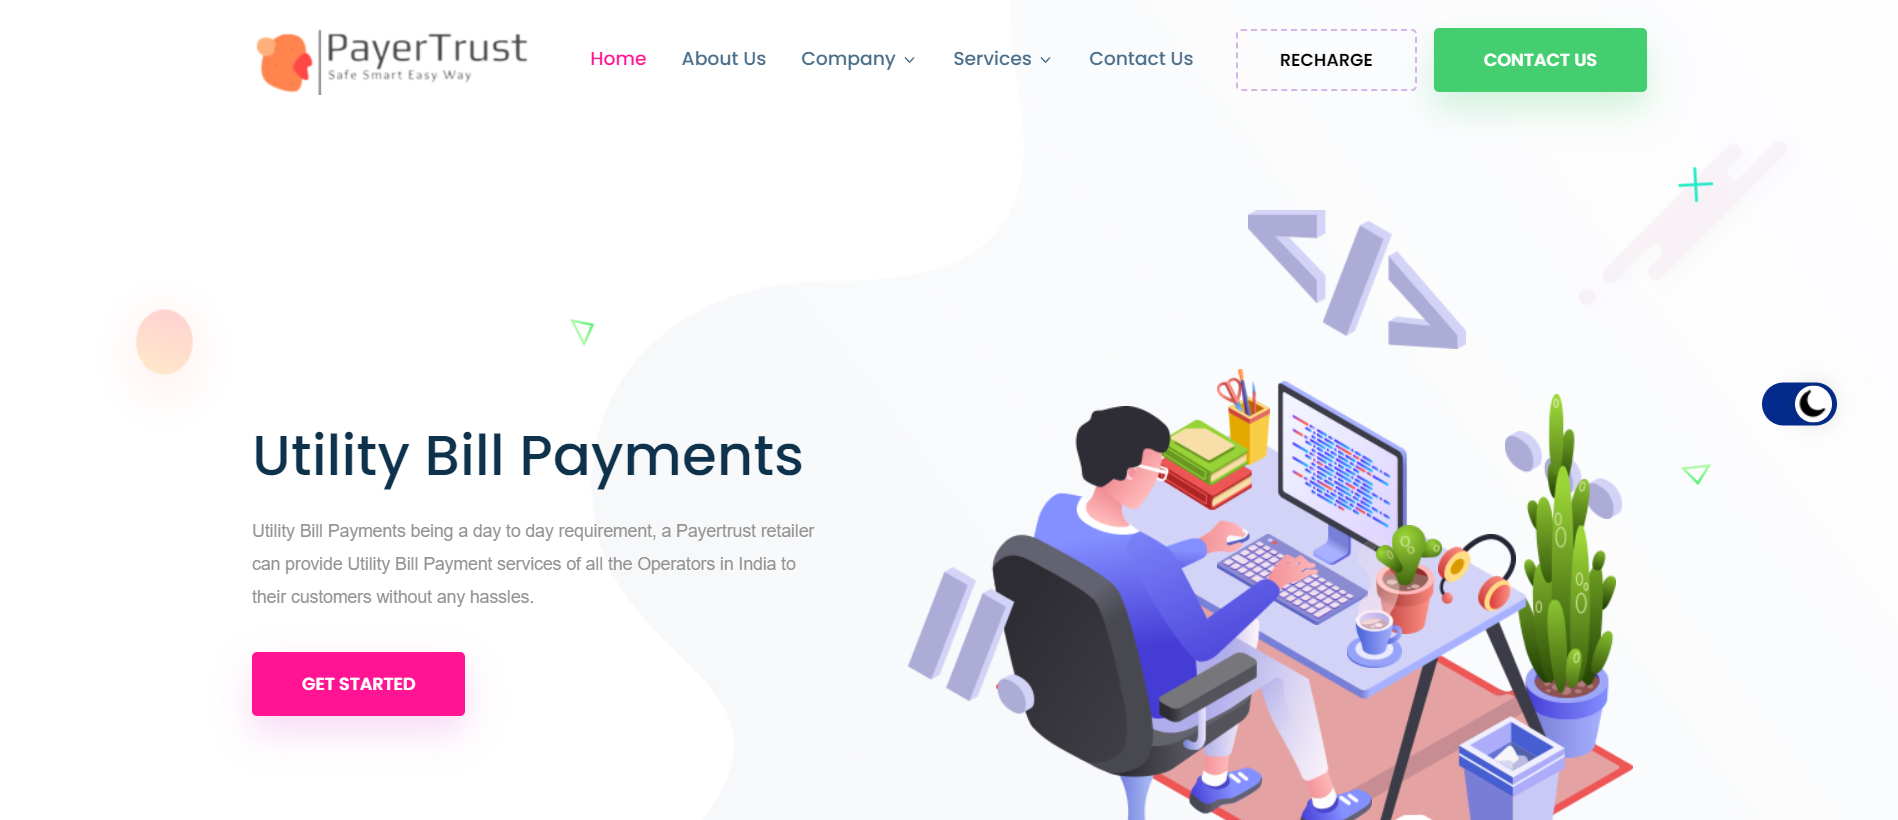 PayerTrust
Safe Smart Easy Way
Home
About Us
Company
Services
Contact Us
RECHARGE
CONTACT US
Utility Bill Payments
Utility Bill Payments being a day to day requirement, a Payertrust retailer
can provide Utility Bill Payment services of all the Operators in India to
their customers without any hassles.
GET STARTED